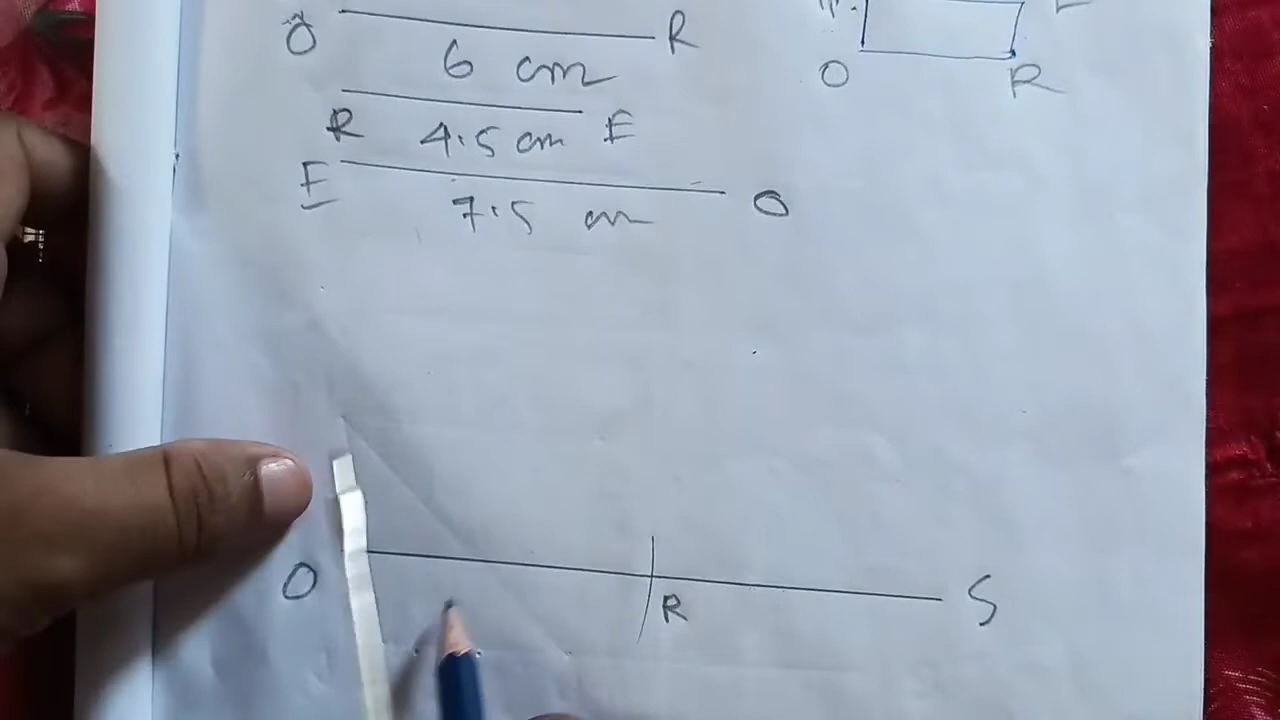 O R
6 cm
R 4.5 cm E
E 7.5 cm O
O R
O R S